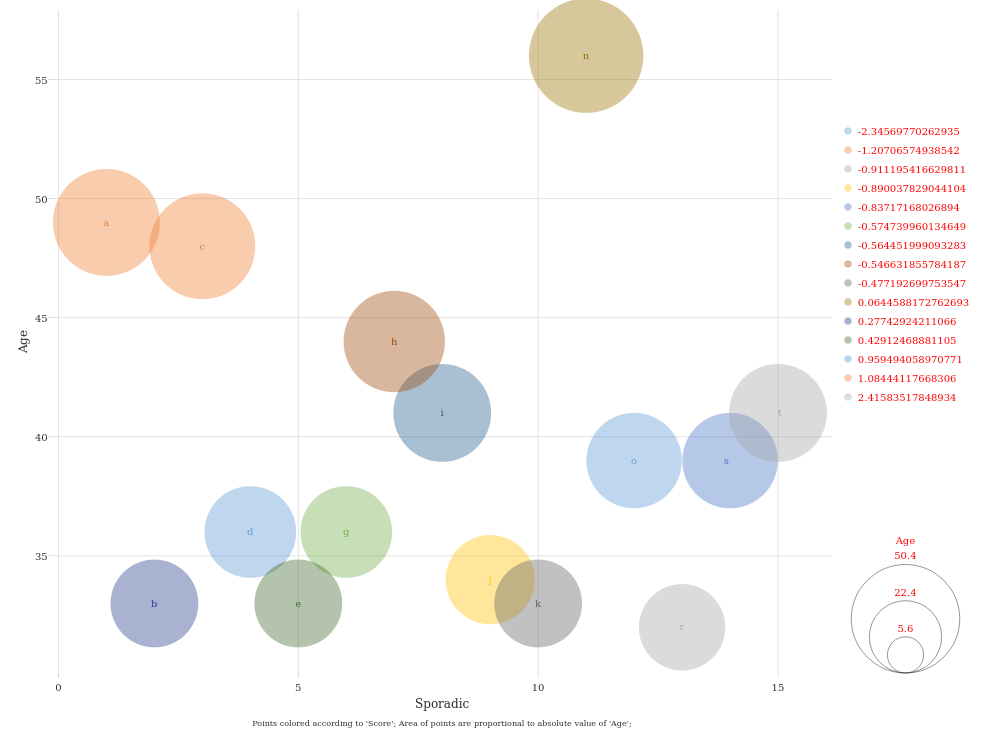 n
55
-2.34569770262935
-1.20706574938542
-0.911195416629811
-0.890037829044104
50
-0.83717168026894
a
-0.574739960134649
c
-0.564451999093283
-0.546631855784187
-0.477192699753547
0.0644588172762693
45
0.27742924211066
Age
h
0.42912468881105
0.959494058970771
1.08444117668306
2.41583517848934
i
t
40
o
s
d
g
Age
35
50.4
j
22.4
b
e
k
r
5.6
0
5
10
15
Sporadic
Points colored according to 'Score'; Area of points are proportional to absolute value of 'Age';